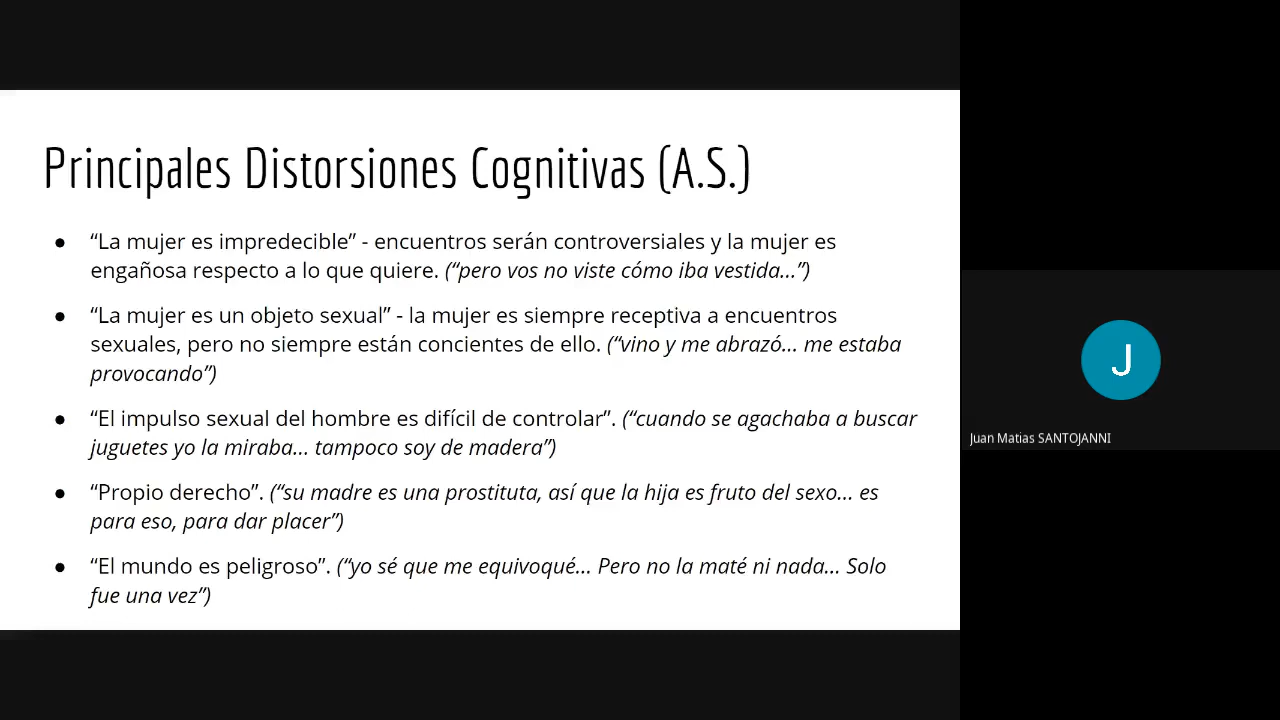 Principales Distorsiones Cognitivas (A.S.)
● “La mujer es impredecible” - encuentros serán controversiales y la mujer es
engañosa respecto a lo que quiere. (“pero vos no viste cómo iba vestida...”)
● “La mujer es un objeto sexual” - la mujer es siempre receptiva a encuentros
sexuales, pero no siempre están concientes de ello. (“vino y me abrazó... me estaba
provocando”)
● “El impulso sexual del hombre es difícil de controlar”. (“cuando se agachaba a buscar
juguetes yo la miraba... tampoco soy de madera”)
● “Propio derecho”. (“su madre es una prostituta, así que la hija es fruto del sexo... es
para eso, para dar placer”)
● “El mundo es peligroso”. (“yo sé que me equivoqué... Pero no la maté ni nada... Solo
fue una vez”)
J
Juan Matias SANTOJANNI